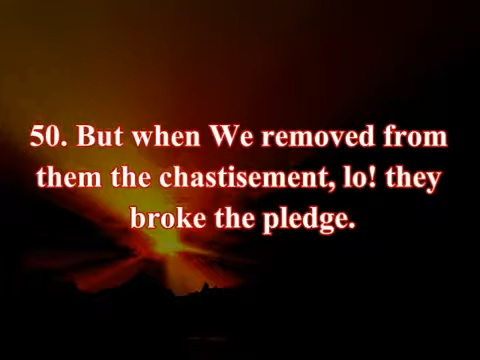 50. But when We removed from
them the chastisement, lo! they
broke the pledge.